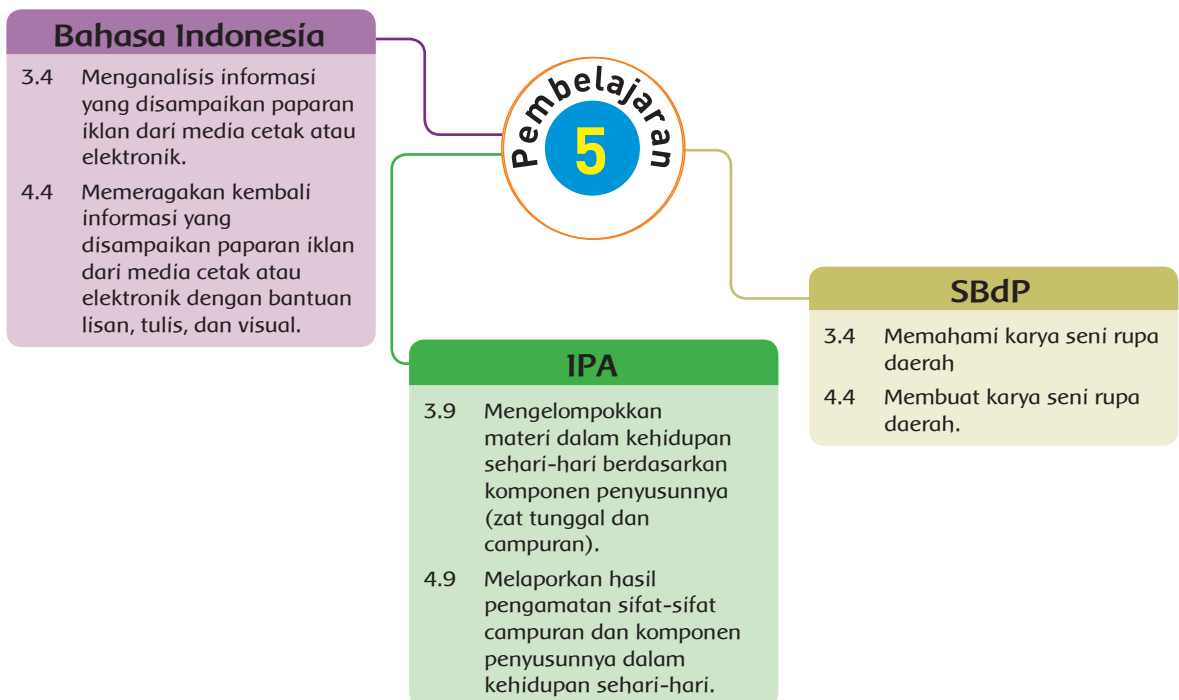 Bahasa Indonesia
3.4 Menganalisis informasi
yang disampaikan paparan
iklan dari media cetak atau
elektronik.
4.4 Memeragakan kembali
informasi yang
disampaikan paparan iklan
dari media cetak atau
elektronik dengan bantuan
lisan, tulis, dan visual.
Pembelajaran
5
IPA
3.9 Mengelompokkan
materi dalam kehidupan
sehari-hari berdasarkan
komponen penyusunnya
(zat tunggal dan
campuran).
4.9 Melaporkan hasil
pengamatan sifat-sifat
campuran dan komponen
penyusunnya dalam
kehidupan sehari-hari.
SBdP
3.4 Memahami karya seni rupa
daerah
4.4 Membuat karya seni rupa
daerah.